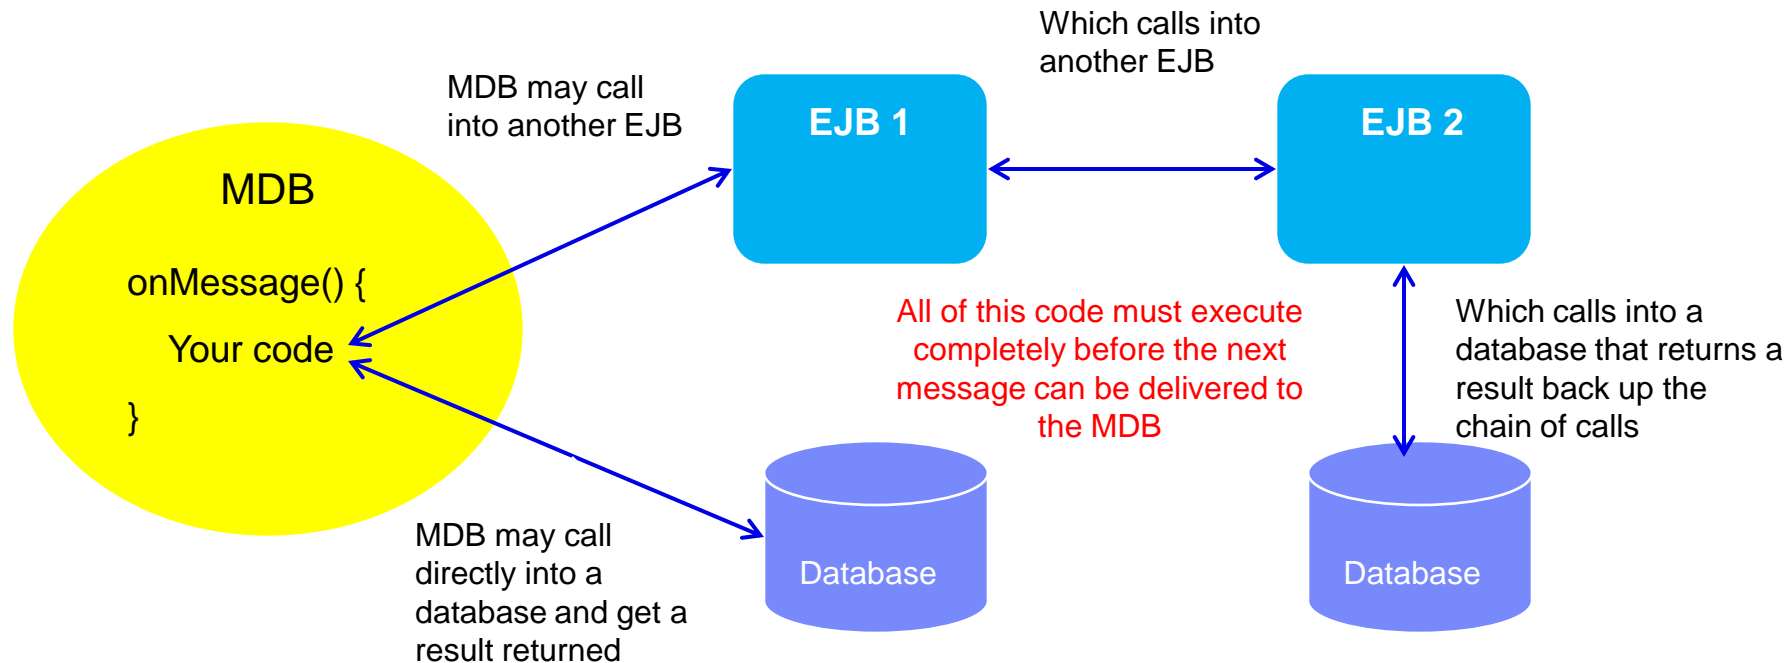 Which calls into
another EJB
MDB may call
into another EJB
EJB 1
EJB 2
MDB
onMessage() {
Your code
}
All of this code must execute
completely before the next
message can be delivered to
the MDB
Which calls into a
database that returns a
result back up the
chain of calls
MDB may call
directly into a
database and get a
result returned
Database
Database